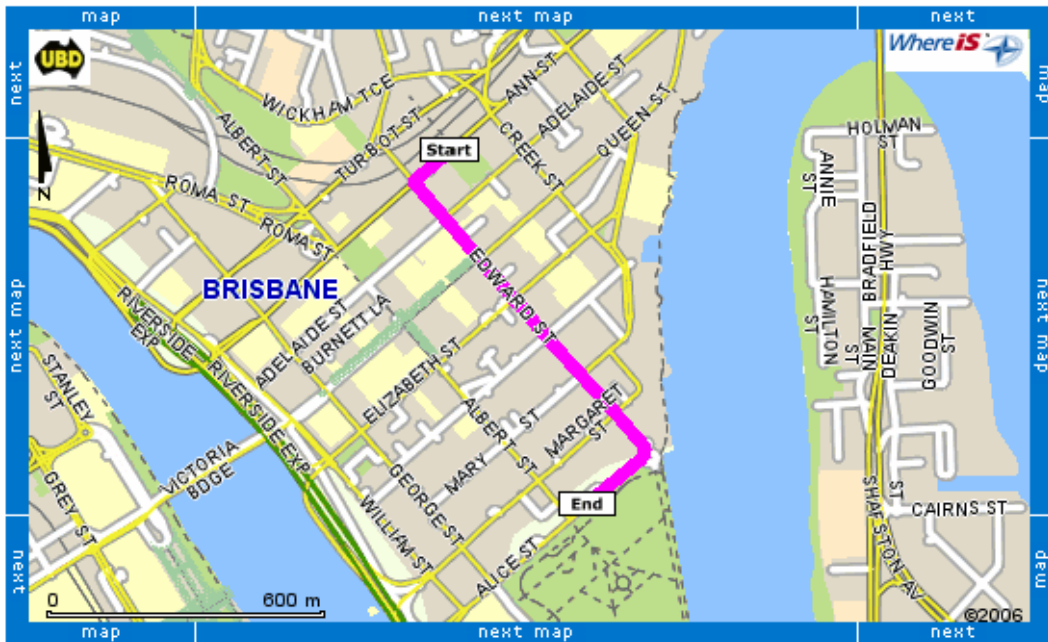 map
next map
next
UBD
WhereiS
next
map
WICKHAM TCE
ANN ST
ADELAIDE ST
ALBERT ST
TURBOT ST
CREEK ST
QUEEN ST
HOLMAN
ST
Start
ANNIE
ST
N
ROMA ST
ROMA ST
EDWARD ST
BRADFIELD
HWY
BRISBANE
RIVERSIDE
EXP
ADELAIDE ST
BURNETT LA
HAMILTON
ST
MAIN
ST
DEAKIN
GOODWIN
ST
next map
next map
STANLEY
ST
RIVERSIDE EXP
ELIZABETH ST
ALBERT ST
MARGARET
ST
MARY
ST
VICTORIA
BDGE
GEORGE ST
GREY ST
WILLIAM ST
End
ST
SHAFSTON AV
CAIRNS ST
ALICE ST
next
map
0
600 m
©2006
map
next map
next